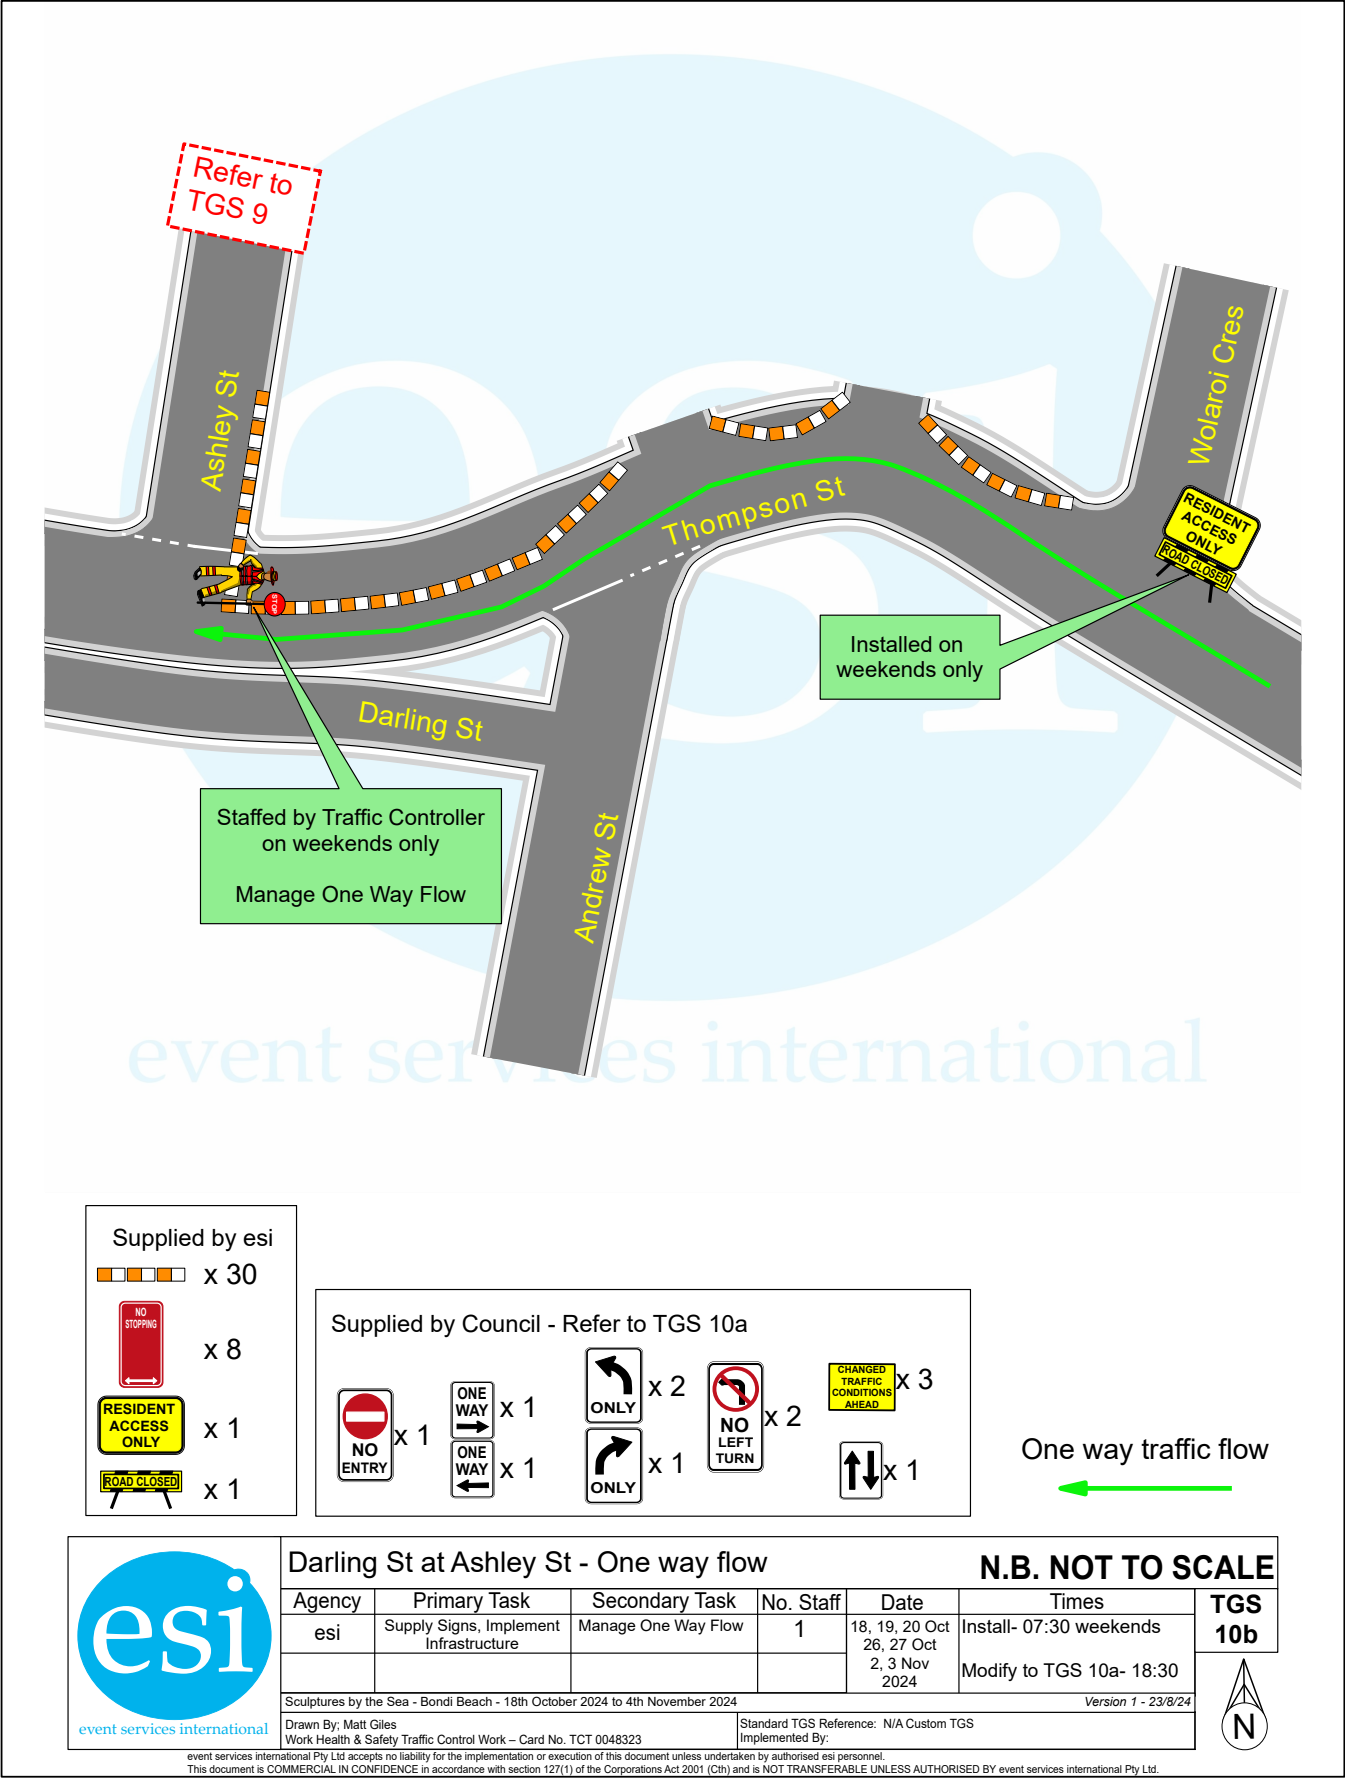 Refer to
TGS 9
Ashley St
Wolaroi Cres
Thompson St
RESIDENT
ACCESS
ONLY
ROAD CLOSED
STOP
Installed on
weekends only
Darling St
Staffed by Traffic Controller
on weekends only
Manage One Way Flow
Andrew St
esi
event services international
Supplied by esi
x 30
NO
STOPPING
x 8
RESIDENT
ACCESS
ONLY
x 1
ROAD CLOSED
x 1
Supplied by Council - Refer to TGS 10a
NO
ENTRY
x 1
ONE
WAY
x 1
ONE
WAY
x 1
ONLY
x 2
ONLY
x 1
NO
LEFT
TURN
x 2
CHANGED
TRAFFIC
CONDITIONS
AHEAD
x 3
x 1
One way traffic flow
esi
event services international
Darling St at Ashley St - One way flow
N.B. NOT TO SCALE
Agency Primary Task Secondary Task No. Staff Date Times
TGS
10b
esi
Supply Signs, Implement
Infrastructure
Manage One Way Flow
1
18, 19, 20 Oct
26, 27 Oct
2, 3 Nov
2024
Install- 07:30 weekends
Modify to TGS 10a- 18:30
Sculptures by the Sea - Bondi Beach - 18th October 2024 to 4th November 2024
Version 1 - 23/8/24
Drawn By; Matt Giles
Work Health & Safety Traffic Control Work – Card No. TCT 0048323
Standard TGS Reference: N/A Custom TGS
Implemented By:
N
event services international Pty Ltd accepts no liability for the implementation or execution of this document unless undertaken by authorised esi personnel.
This document is COMMERCIAL IN CONFIDENCE in accordance with section 127(1) of the Corporations Act 2001 (Cth) and is NOT TRANSFERABLE UNLESS AUTHORISED BY event services international Pty Ltd.